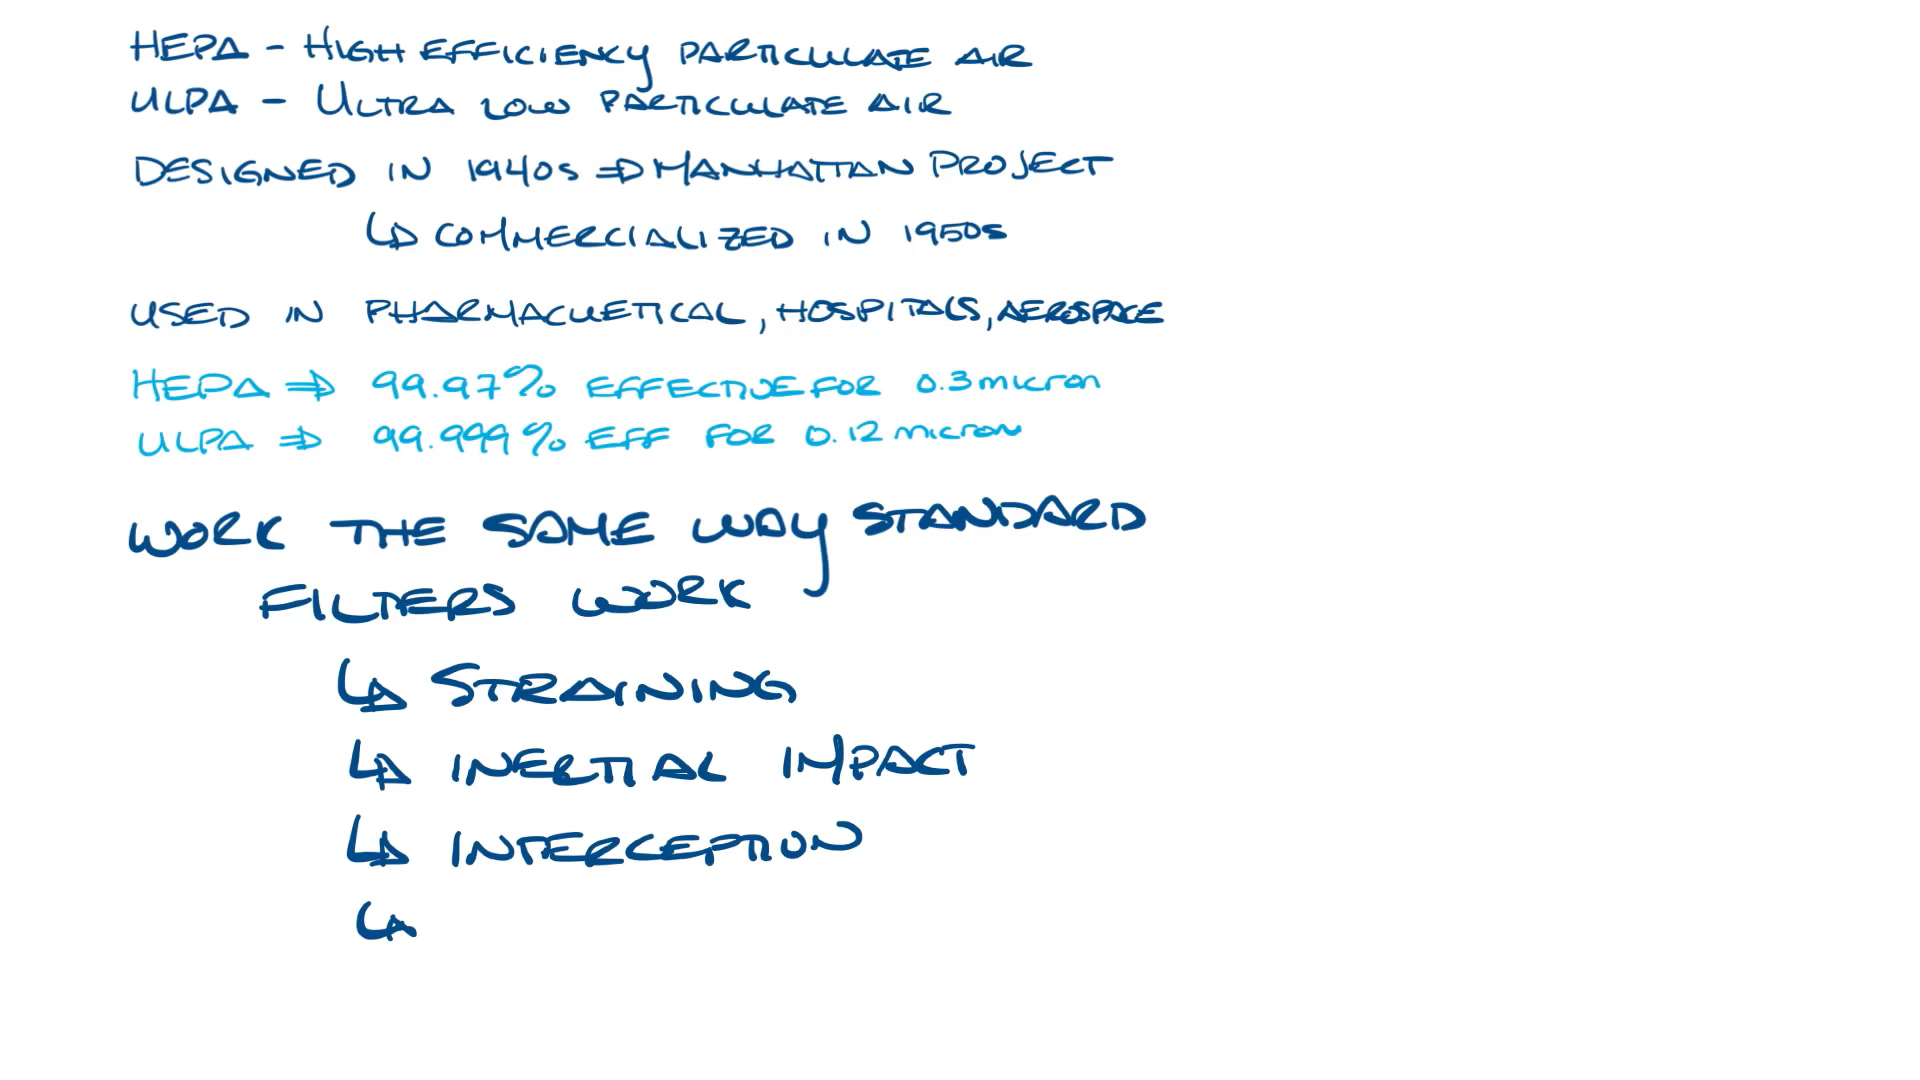 HEPA - HIGH EFFICIENCY PARTICULATE AIR
ULPA - ULTRA LOW PARTICULATE AIR
DESIGNED IN 1940s ⇒ MANHATTAN PROJECT
↳ COMMERCIALIZED IN 1950s
USED IN PHARMACUETICAL, HOSPITALS, AEROSPACE
HEPA ⇒ 99.97% EFFECTIVE FOR 0.3 micron
ULPA ⇒ 99.999% EFF FOR 0.12 micron
WORK THE SAME WAY STANDARD
FILTERS WORK
↳ STRAINING
↳ INERTIAL IMPACT
↳ INTERCEPTION
↳